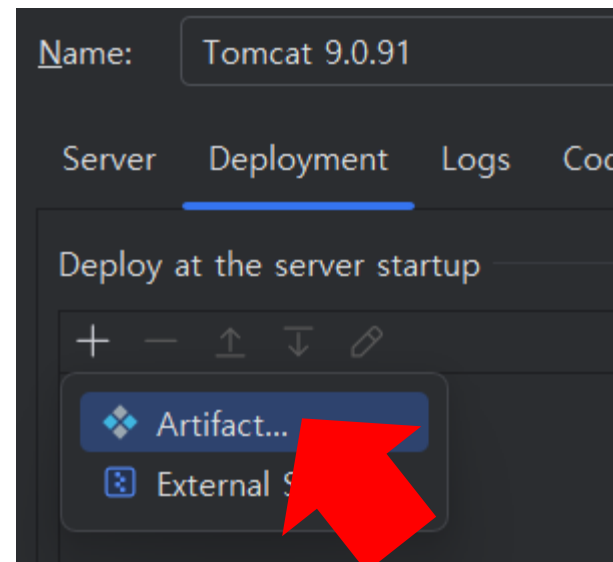 Name: Tomcat 9.0.91
Server Deployment Logs
Deploy at the server startup
Artifact...
External